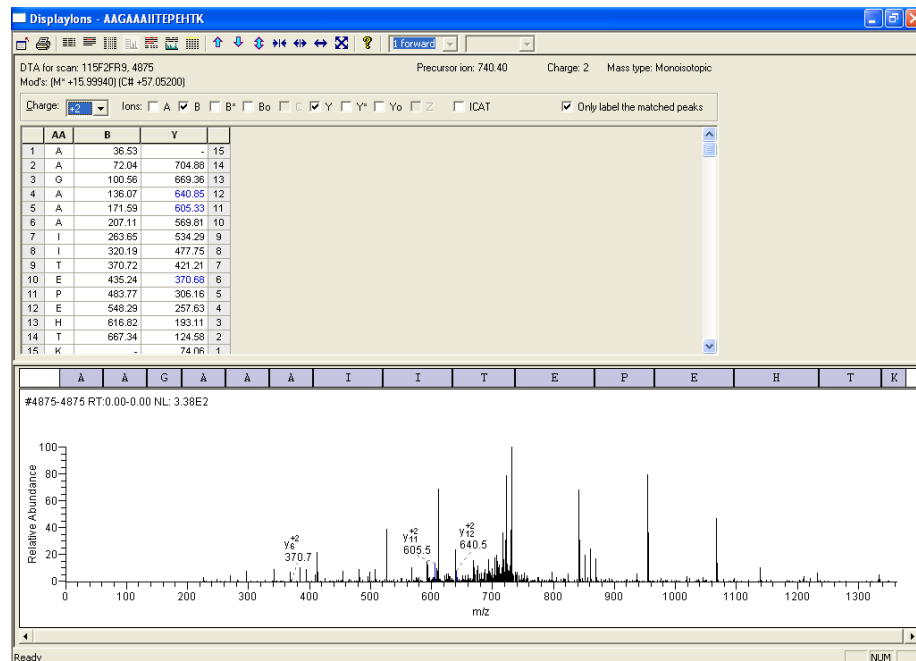 DisplayIons - AAGAAAIITEPEHTK
1 forward
DTA for scan: 115F2FR9, 4875 Precursor ion: 740.40 Charge: 2 Mass type: Monoisotopic
Mod's: (M* +15.99940) (C# +57.05200)
Charge: +2 Ions: A B B* Bo C Y Y* Yo Z ICAT Only label the matched peaks
AA B Y
1 A 36.53 - 15
2 A 72.04 704.88 14
3 G 100.56 669.36 13
4 A 136.07 640.85 12
5 A 171.59 605.33 11
6 A 207.11 569.81 10
7 I 263.65 534.29 9
8 I 320.19 477.75 8
9 T 370.72 421.21 7
10 E 435.24 370.68 6
11 P 483.77 306.16 5
12 E 548.29 257.63 4
13 H 616.82 193.11 3
14 T 667.34 124.58 2
15 K - 74.06 1
A A G A A A I I T E P E H T K
#4875-4875 RT:0.00-0.00 NL: 3.38E2
Relative Abundance
100
80
60
40
20
0
y6+2
370.7
y11+2
605.5
y12+2
640.5
0 100 200 300 400 500 600 700 800 900 1000 1100 1200 1300
m/z
Ready NUM